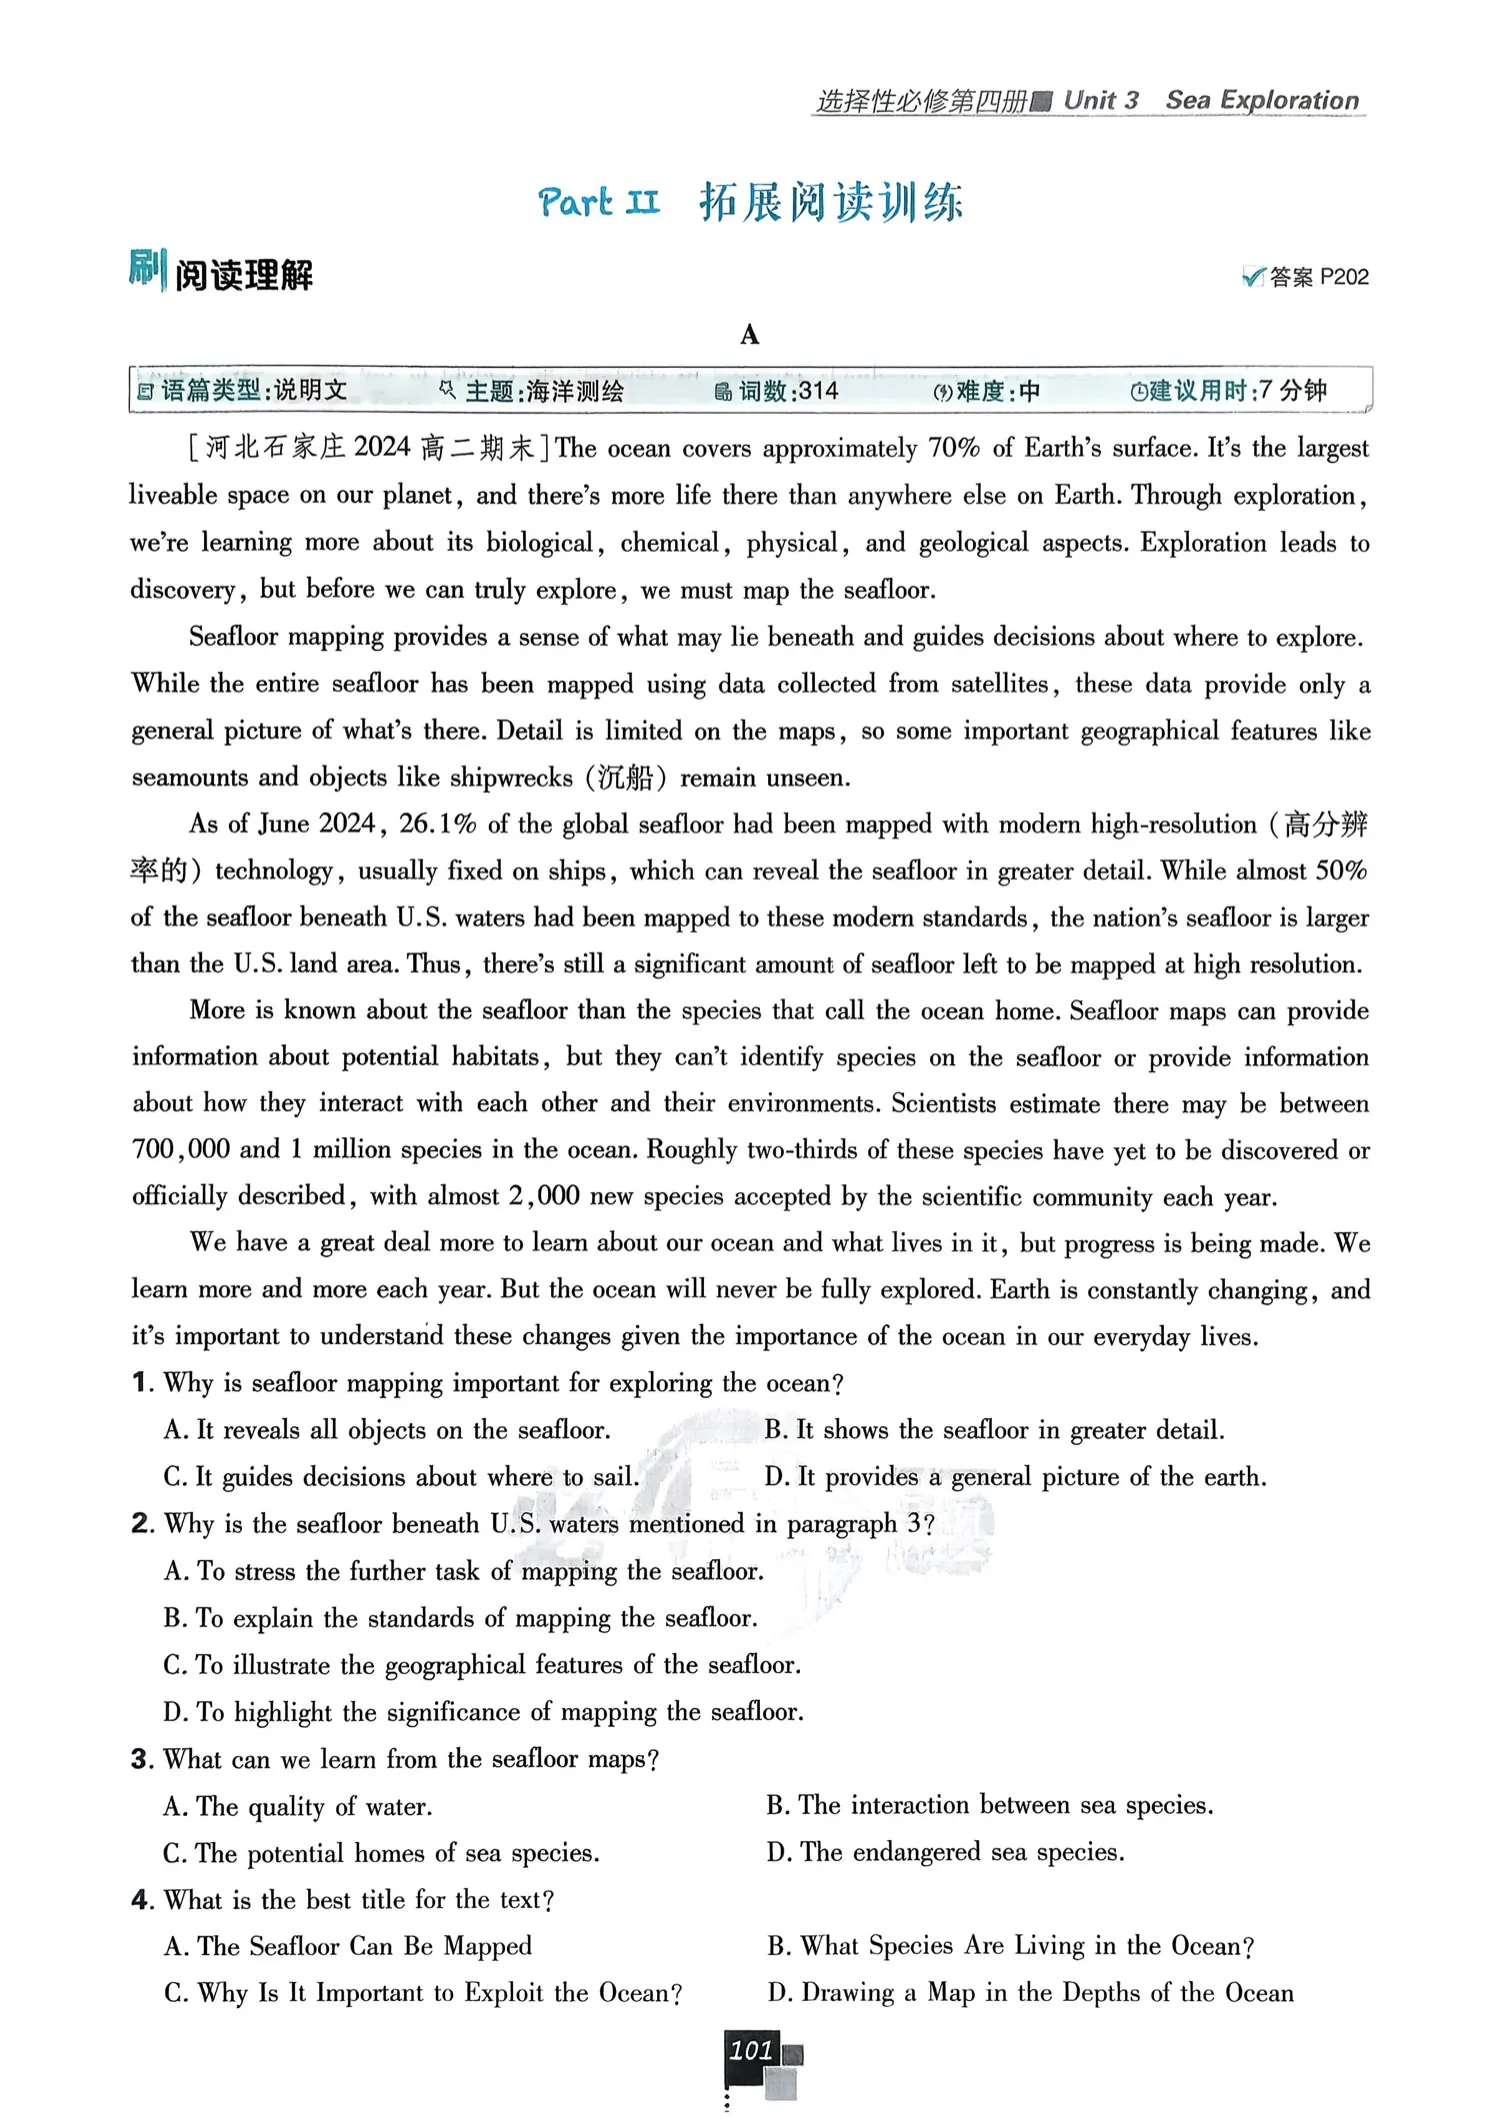 选择性必修第四册 Unit 3 Sea Exploration
Part II 拓展阅读训练
刷 阅读理解
答案 P202
A
语篇类型:说明文 主题:海洋测绘 词数:314 难度:中 建议用时:7 分钟
[河北石家庄 2024 高二期末]The ocean covers approximately 70% of Earth's surface. It's the largest
liveable space on our planet, and there's more life there than anywhere else on Earth. Through exploration,
we're learning more about its biological, chemical, physical, and geological aspects. Exploration leads to
discovery, but before we can truly explore, we must map the seafloor.
Seafloor mapping provides a sense of what may lie beneath and guides decisions about where to explore.
While the entire seafloor has been mapped using data collected from satellites, these data provide only a
general picture of what's there. Detail is limited on the maps, so some important geographical features like
seamounts and objects like shipwrecks (沉船) remain unseen.
As of June 2024, 26.1% of the global seafloor had been mapped with modern high-resolution (高分辨
率的) technology, usually fixed on ships, which can reveal the seafloor in greater detail. While almost 50%
of the seafloor beneath U.S. waters had been mapped to these modern standards, the nation's seafloor is larger
than the U.S. land area. Thus, there's still a significant amount of seafloor left to be mapped at high resolution.
More is known about the seafloor than the species that call the ocean home. Seafloor maps can provide
information about potential habitats, but they can't identify species on the seafloor or provide information
about how they interact with each other and their environments. Scientists estimate there may be between
700,000 and 1 million species in the ocean. Roughly two-thirds of these species have yet to be discovered or
officially described, with almost 2,000 new species accepted by the scientific community each year.
We have a great deal more to learn about our ocean and what lives in it, but progress is being made. We
learn more and more each year. But the ocean will never be fully explored. Earth is constantly changing, and
it's important to understand these changes given the importance of the ocean in our everyday lives.
1. Why is seafloor mapping important for exploring the ocean?
A. It reveals all objects on the seafloor. B. It shows the seafloor in greater detail.
C. It guides decisions about where to sail. D. It provides a general picture of the earth.
2. Why is the seafloor beneath U.S. waters mentioned in paragraph 3?
A. To stress the further task of mapping the seafloor.
B. To explain the standards of mapping the seafloor.
C. To illustrate the geographical features of the seafloor.
D. To highlight the significance of mapping the seafloor.
3. What can we learn from the seafloor maps?
A. The quality of water. B. The interaction between sea species.
C. The potential homes of sea species. D. The endangered sea species.
4. What is the best title for the text?
A. The Seafloor Can Be Mapped B. What Species Are Living in the Ocean?
C. Why Is It Important to Exploit the Ocean? D. Drawing a Map in the Depths of the Ocean
101